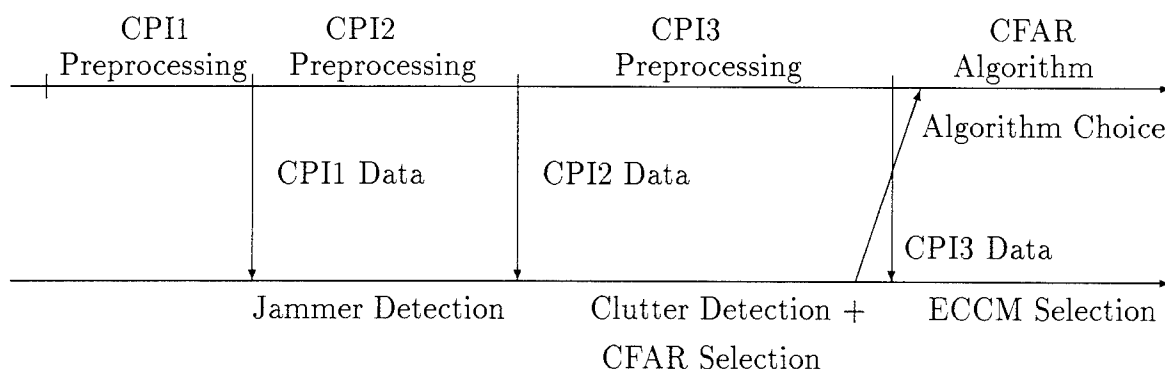 CPI1
Preprocessing
CPI2
Preprocessing
CPI3
Preprocessing
CFAR
Algorithm
Algorithm Choice
CPI1 Data
CPI2 Data
CPI3 Data
Jammer Detection
Clutter Detection +
CFAR Selection
ECCM Selection